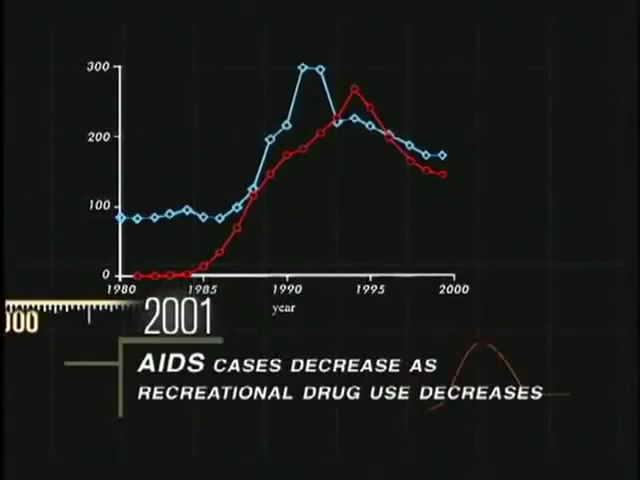 300
200
100
0
1980 1985 1990 1995 2000
year
000 2001
AIDS CASES DECREASE AS
RECREATIONAL DRUG USE DECREASES